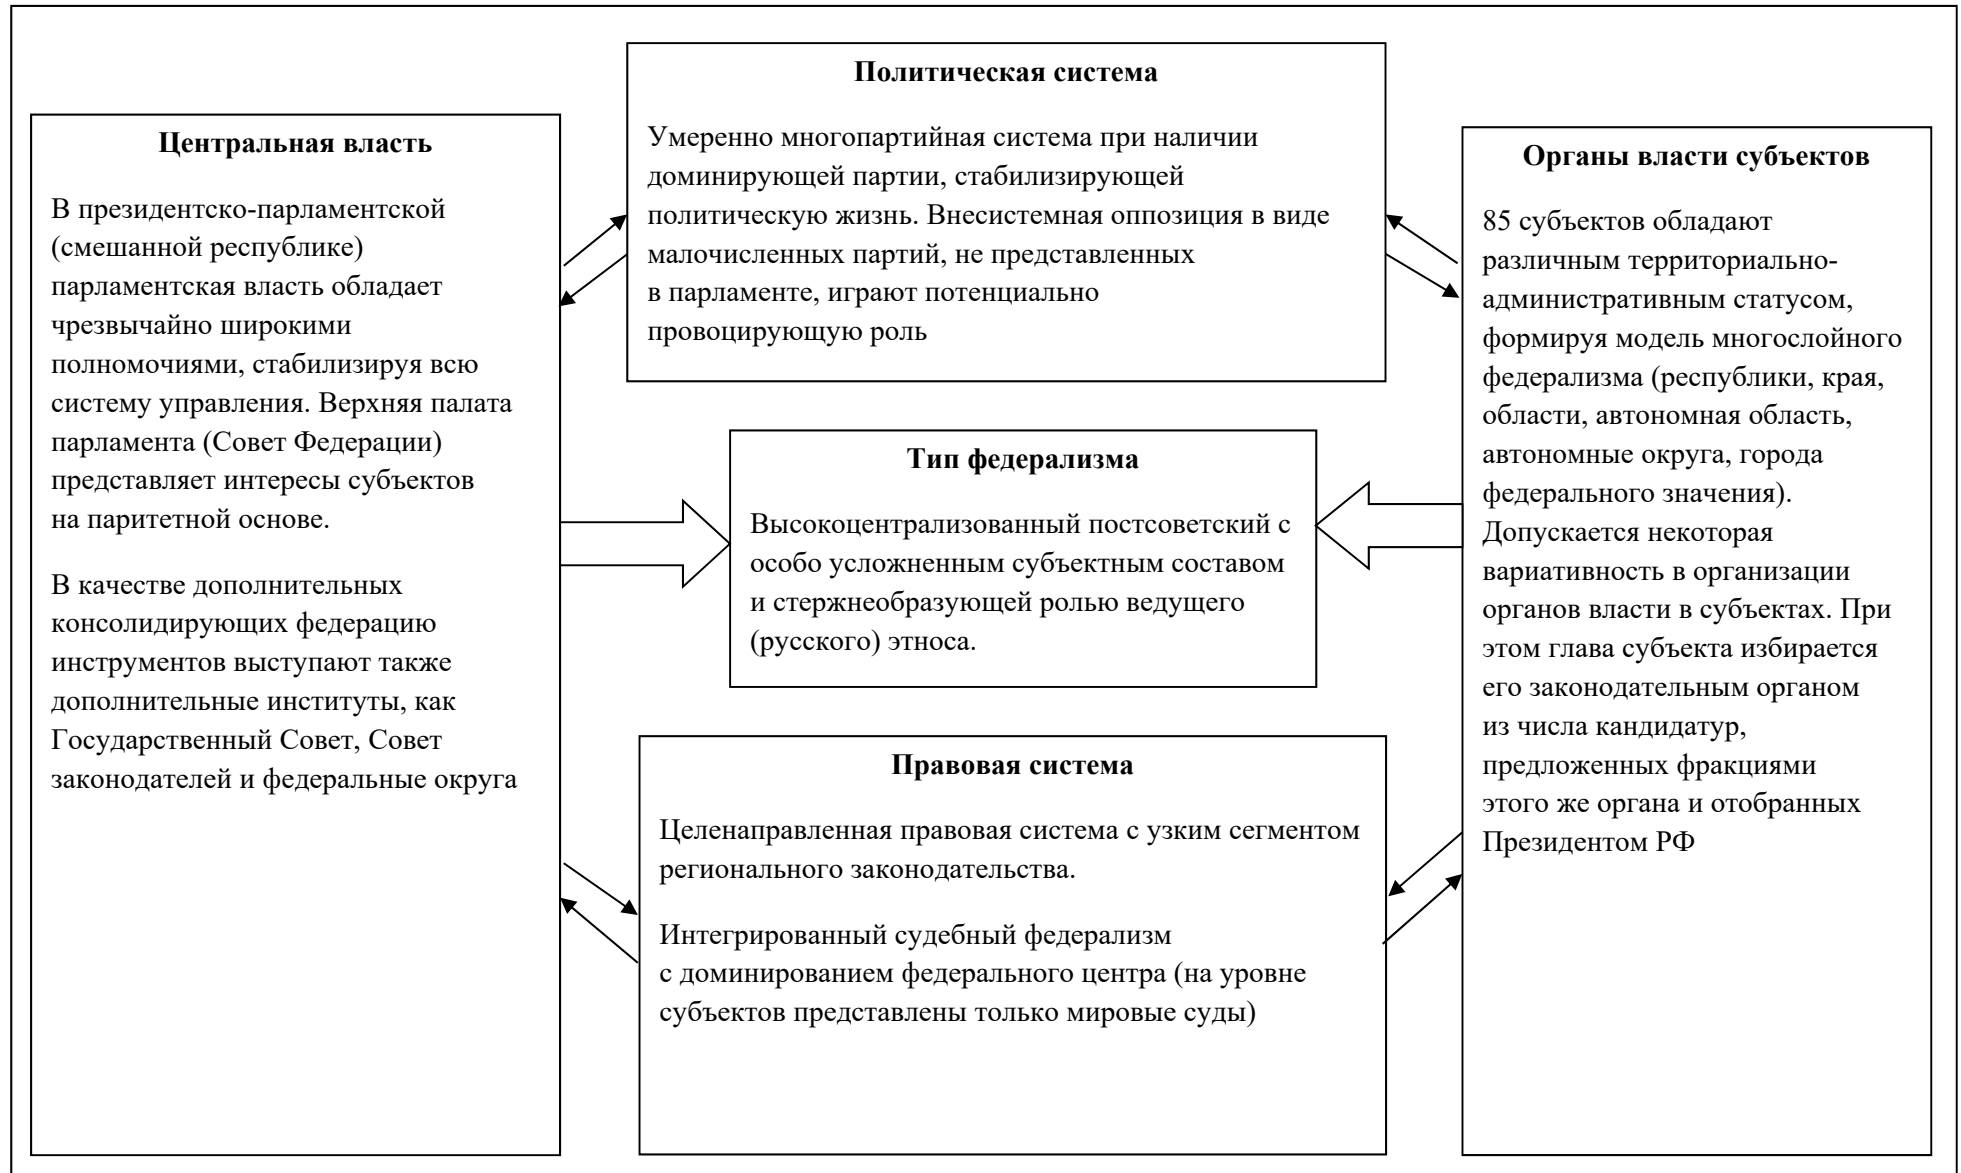 Политическая система
Умеренно многопартийная система при наличии
доминирующей партии, стабилизирующей
политическую жизнь. Внесистемная оппозиция в виде
малочисленных партий, не представленных
в парламенте, играют потенциально
провоцирующую роль
Центральная власть
В президентско-парламентской
(смешанной республике)
парламентская власть обладает
чрезвычайно широкими
полномочиями, стабилизируя всю
систему управления. Верхняя палата
парламента (Совет Федерации)
представляет интересы субъектов
на паритетной основе.
В качестве дополнительных
консолидирующих федерацию
инструментов выступают также
дополнительные институты, как
Государственный Совет, Совет
законодателей и федеральные округа
Тип федерализма
Высокоцентрализованный постсоветский с
особо усложненным субъектным составом
и стержнеобразующей ролью ведущего
(русского) этноса.
Правовая система
Целенаправленная правовая система с узким сегментом
регионального законодательства.
Интегрированный судебный федерализм
с доминированием федерального центра (на уровне
субъектов представлены только мировые суды)
Органы власти субъектов
85 субъектов обладают
различным территориально-
административным статусом,
формируя модель многослойного
федерализма (республики, края,
области, автономная область,
автономные округа, города
федерального значения).
Допускается некоторая
вариативность в организации
органов власти в субъектах. При
этом глава субъекта избирается
его законодательным органом
из числа кандидатур,
предложенных фракциями
этого же органа и отобранных
Президентом РФ